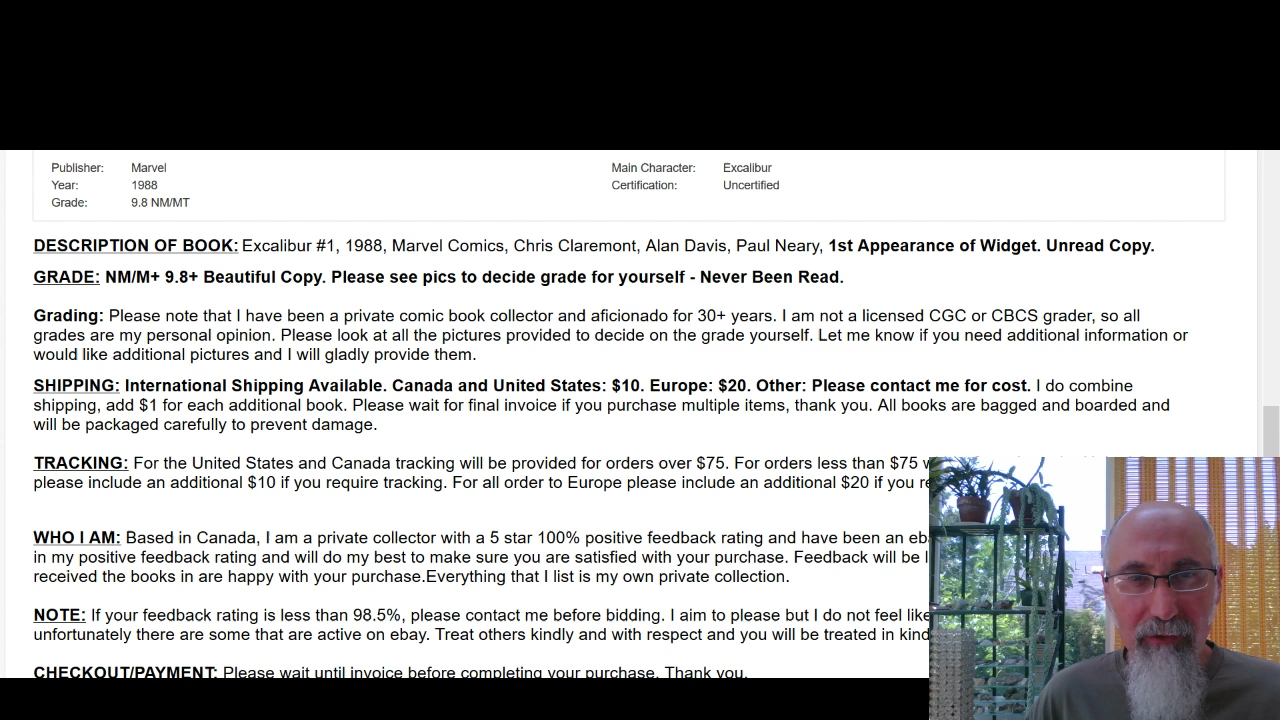 Publisher: Marvel Main Character: Excalibur
Year: 1988 Certification: Uncertified
Grade: 9.8 NM/MT
DESCRIPTION OF BOOK: Excalibur #1, 1988, Marvel Comics, Chris Claremont, Alan Davis, Paul Neary, 1st Appearance of Widget. Unread Copy.
GRADE: NM/M+ 9.8+ Beautiful Copy. Please see pics to decide grade for yourself - Never Been Read.
Grading: Please note that I have been a private comic book collector and aficionado for 30+ years. I am not a licensed CGC or CBCS grader, so all
grades are my personal opinion. Please look at all the pictures provided to decide on the grade yourself. Let me know if you need additional information or
would like additional pictures and I will gladly provide them.
SHIPPING: International Shipping Available. Canada and United States: $10. Europe: $20. Other: Please contact me for cost. I do combine
shipping, add $1 for each additional book. Please wait for final invoice if you purchase multiple items, thank you. All books are bagged and boarded and
will be packaged carefully to prevent damage.
TRACKING: For the United States and Canada tracking will be provided for orders over $75. For orders less than $75
please include an additional $10 if you require tracking. For all order to Europe please include an additional $20 if you
WHO I AM: Based in Canada, I am a private collector with a 5 star 100% positive feedback rating and have been an
in my positive feedback rating and will do my best to make sure you are satisfied with your purchase. Feedback will be
received the books in are happy with your purchase.Everything that I list is my own private collection.
NOTE: If your feedback rating is less than 98.5%, please contact me before bidding. I aim to please but I do not feel like
unfortunately there are some that are active on ebay. Treat others kindly and with respect and you will be treated in kind
CHECKOUT/PAYMENT: Please wait until invoice before completing your purchase. Thank you.